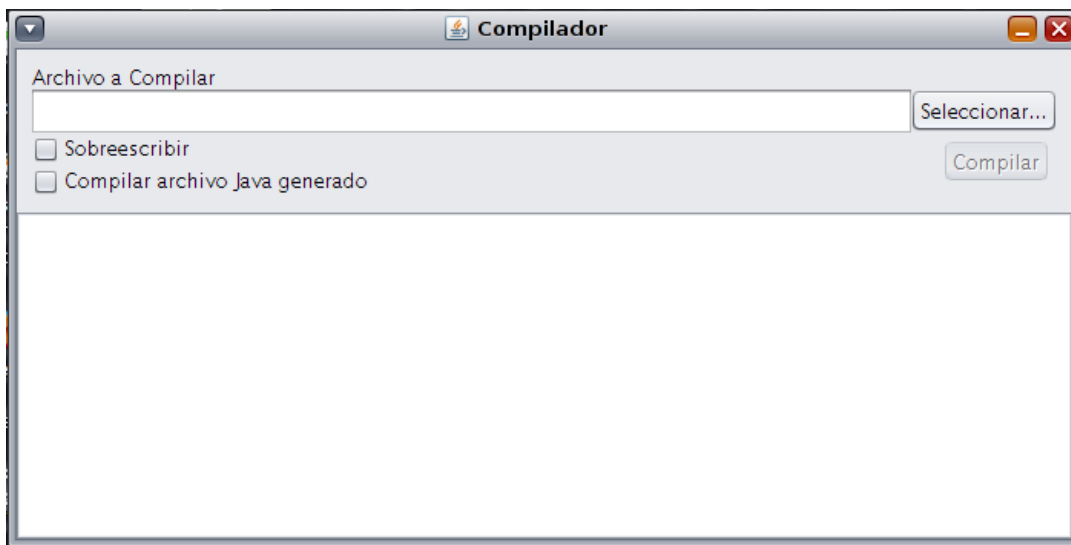 Compilador
Archivo a Compilar
Seleccionar...
Sobreescribir
Compilar
Compilar archivo Java generado